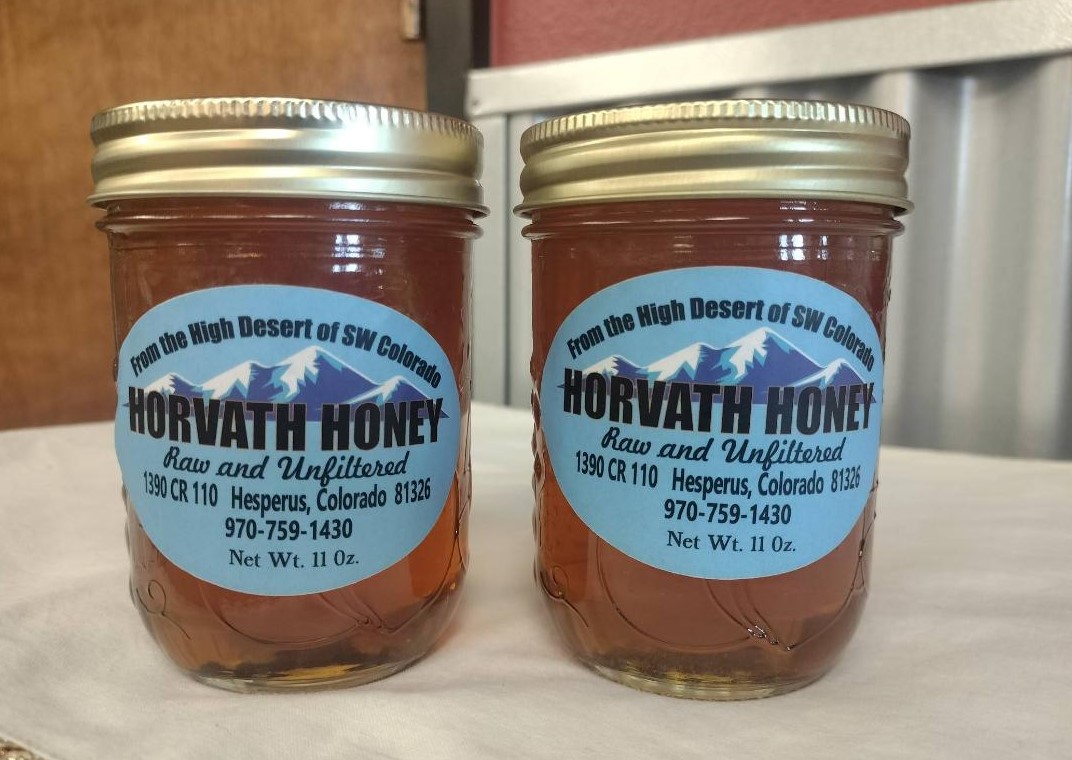 From the High Desert of SW Colorado
HORVATH HONEY
Raw and Unfiltered
1390 CR 110 Hesperus, Colorado 81326
970-759-1430
Net Wt. 11 Oz.
From the High Desert of SW Colorado
HORVATH HONEY
Raw and Unfiltered
1390 CR 110 Hesperus, Colorado 81326
970-759-1430
Net Wt. 11 Oz.